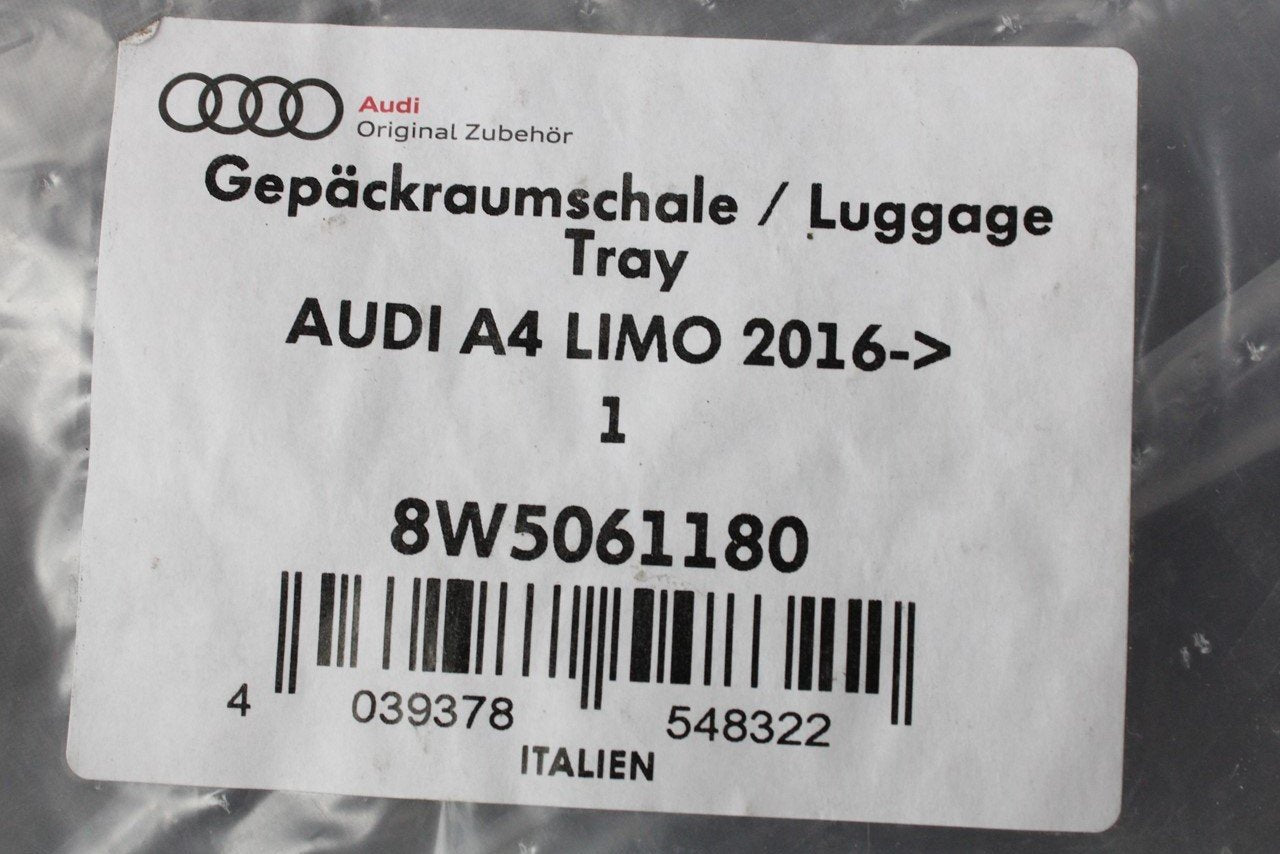 Audi
Original Zubehör
Gepäckraumschale / Luggage
Tray
AUDI A4 LIMO 2016->
1
8W5061180
4 039378 548322
ITALIEN